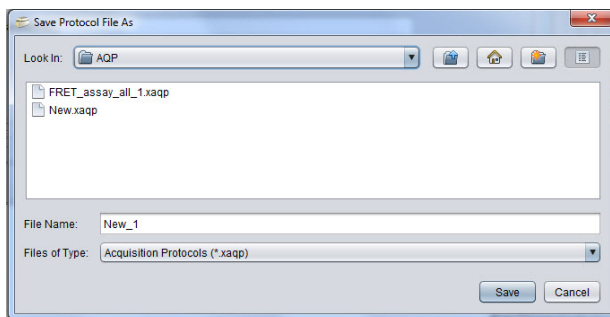 Save Protocol File As
Look In: AQP
FRET_assay_all_1.xaqp
New.xaqp
File Name: New_1
Files of Type: Acquisition Protocols (*.xaqp)
Save Cancel